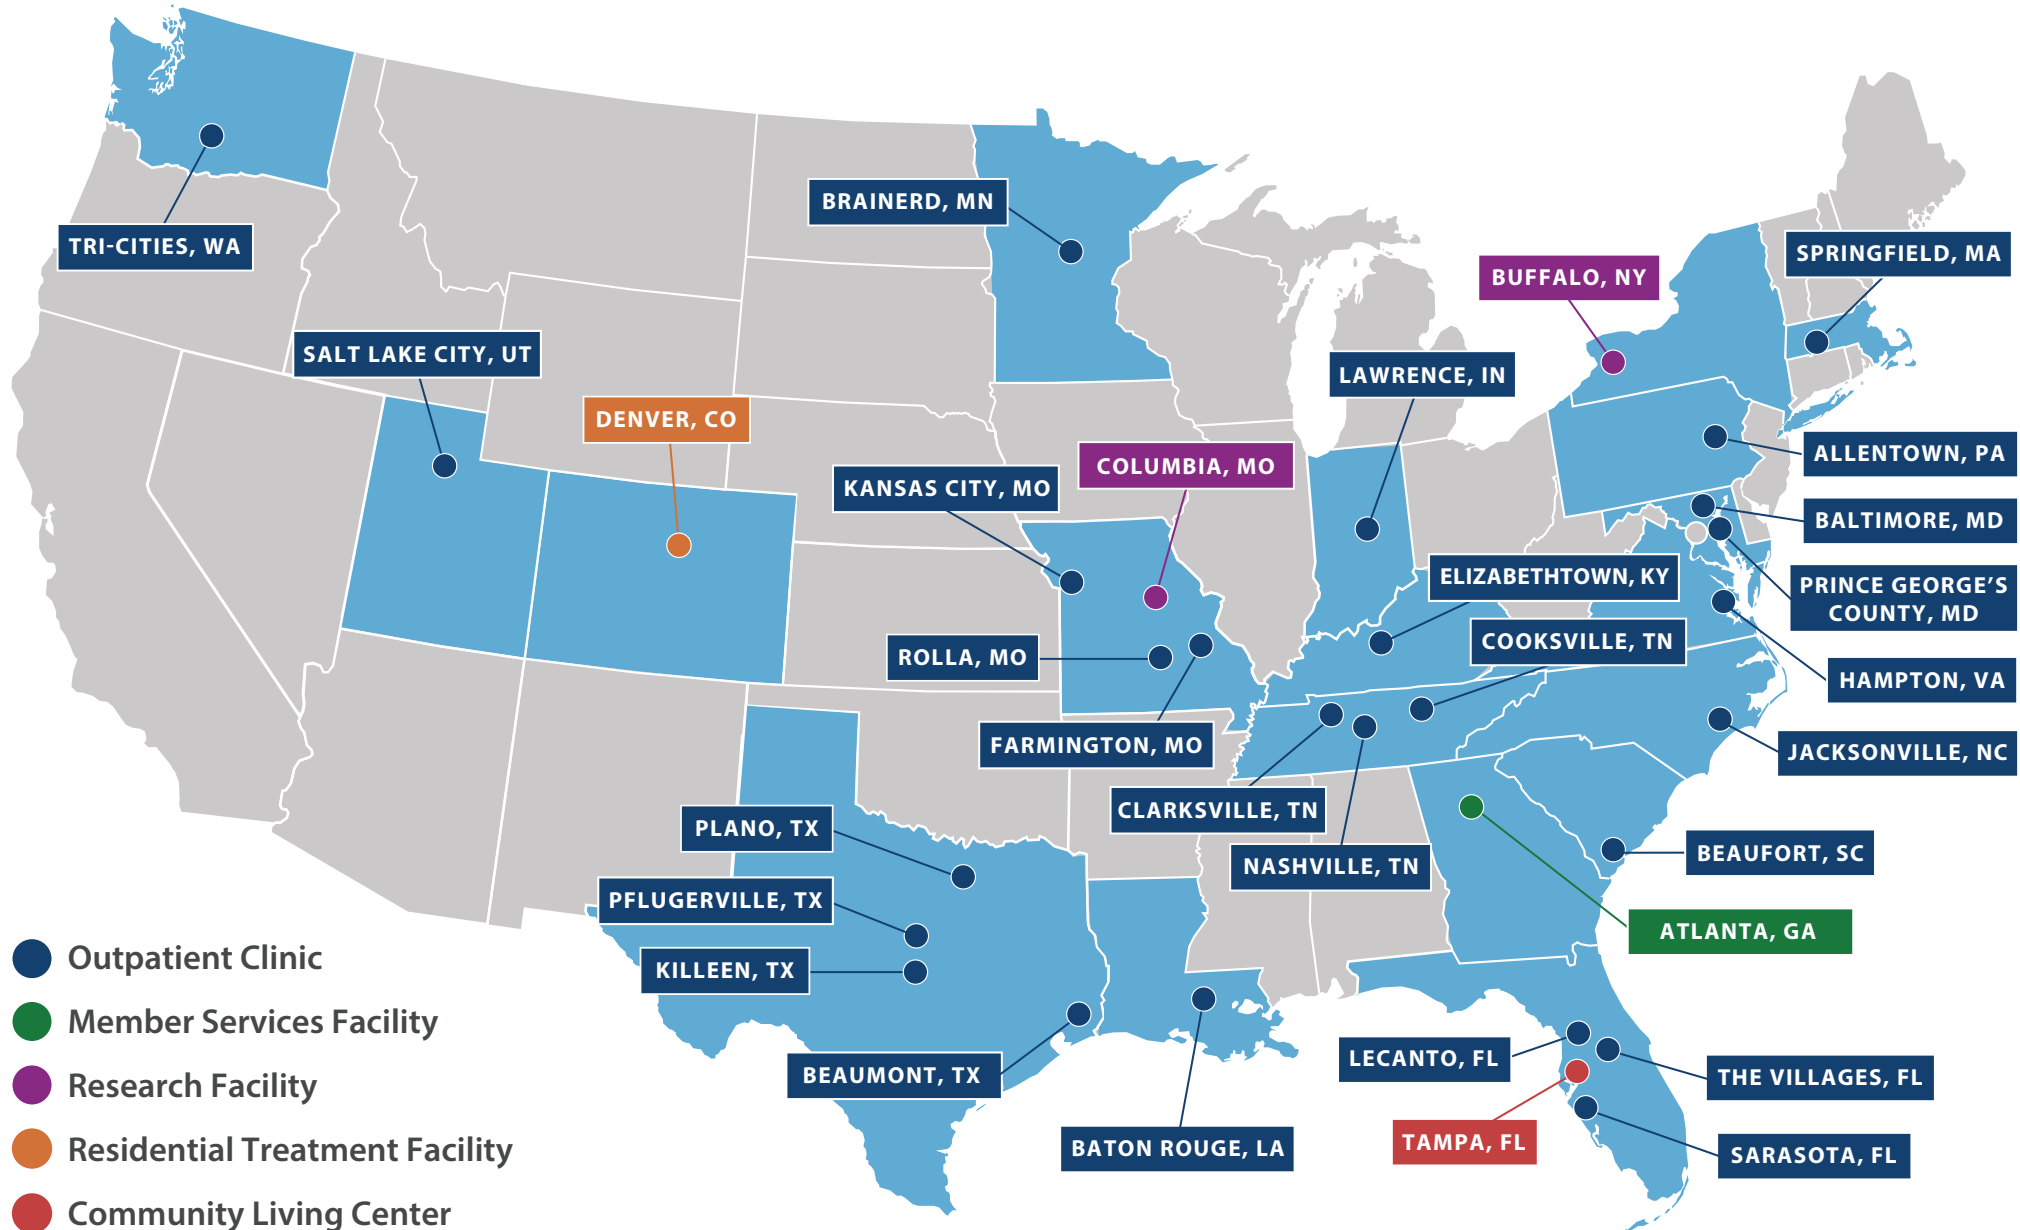 BRAINERD, MN
TRI-CITIES, WA
SPRINGFIELD, MA
BUFFALO, NY
SALT LAKE CITY, UT
LAWRENCE, IN
DENVER, CO
ALLENTOWN, PA
COLUMBIA, MO
KANSAS CITY, MO
BALTIMORE, MD
ELIZABETHTOWN, KY
PRINCE GEORGE'S
COUNTY, MD
COOKSVILLE, TN
ROLLA, MO
HAMPTON, VA
FARMINGTON, MO
JACKSONVILLE, NC
CLARKSVILLE, TN
PLANO, TX
BEAUFORT, SC
NASHVILLE, TN
PFLUGERVILLE, TX
ATLANTA, GA
KILLEEN, TX
LECANTO, FL
BEAUMONT, TX
THE VILLAGES, FL
TAMPA, FL
BATON ROUGE, LA
SARASOTA, FL
Outpatient Clinic
Member Services Facility
Research Facility
Residential Treatment Facility
Community Living Center